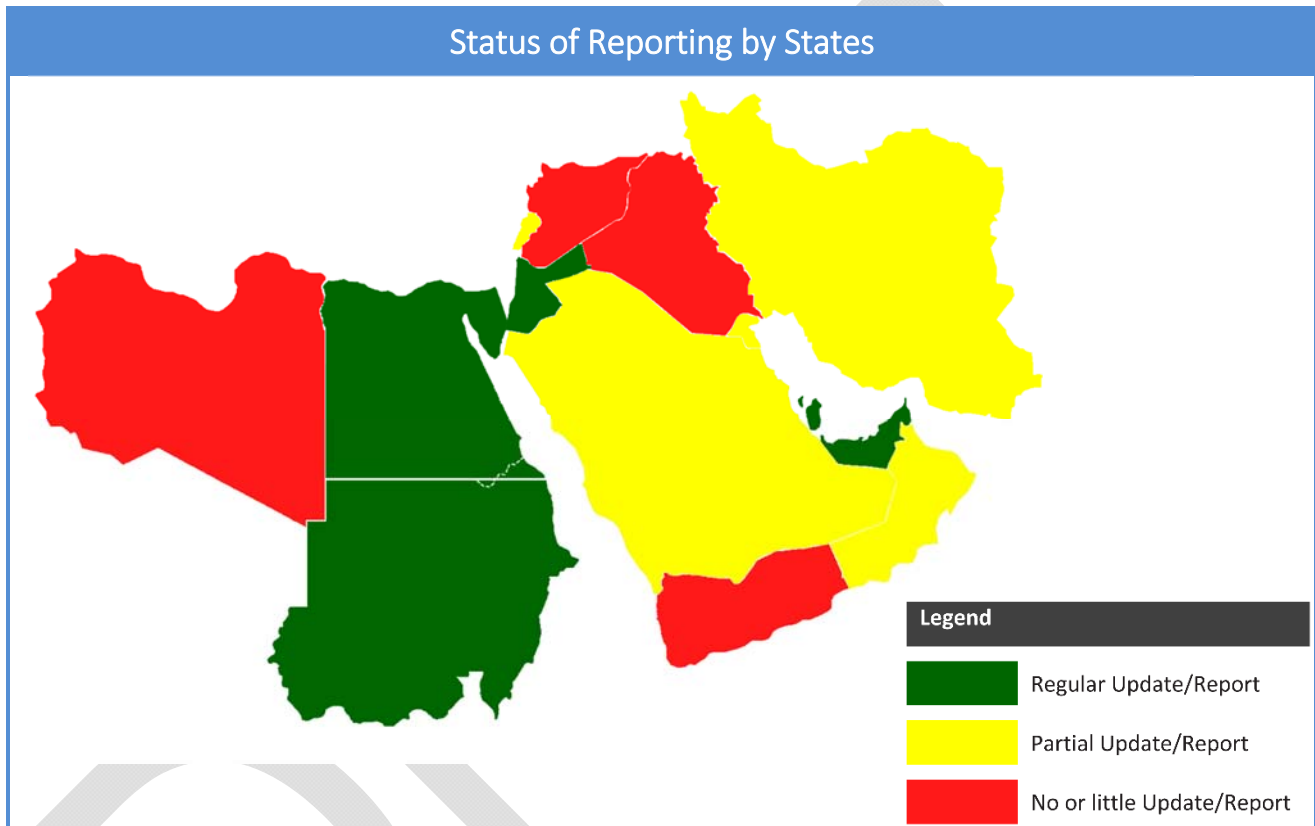 Status of Reporting by States
Legend
Regular Update/Report
Partial Update/Report
No or little Update/Report